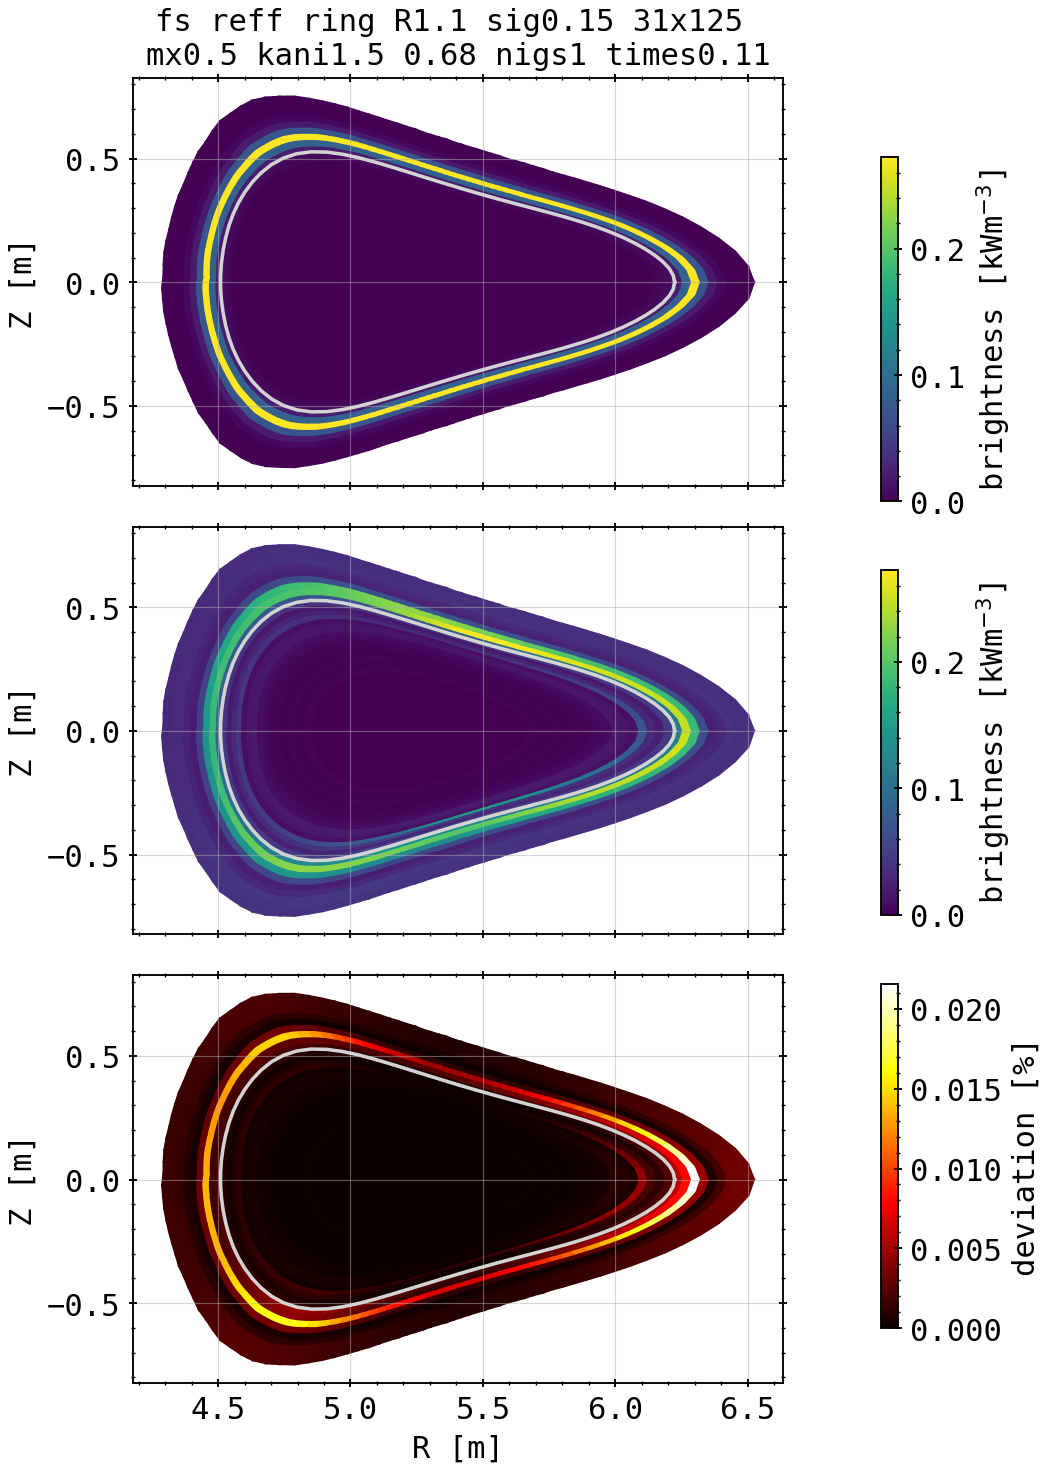 fs reff ring R1.1 sig0.15 31x125
mx0.5 kani1.5 0.68 nigs1 times0.11
0.5
0.0
−0.5
Z [m]
0.2
0.1
0.0
brightness [kWm⁻³]
0.5
0.0
−0.5
Z [m]
0.2
0.1
0.0
brightness [kWm⁻³]
0.5
0.0
−0.5
Z [m]
4.5 5.0 5.5 6.0 6.5
R [m]
0.020
0.015
0.010
0.005
0.000
deviation [%]